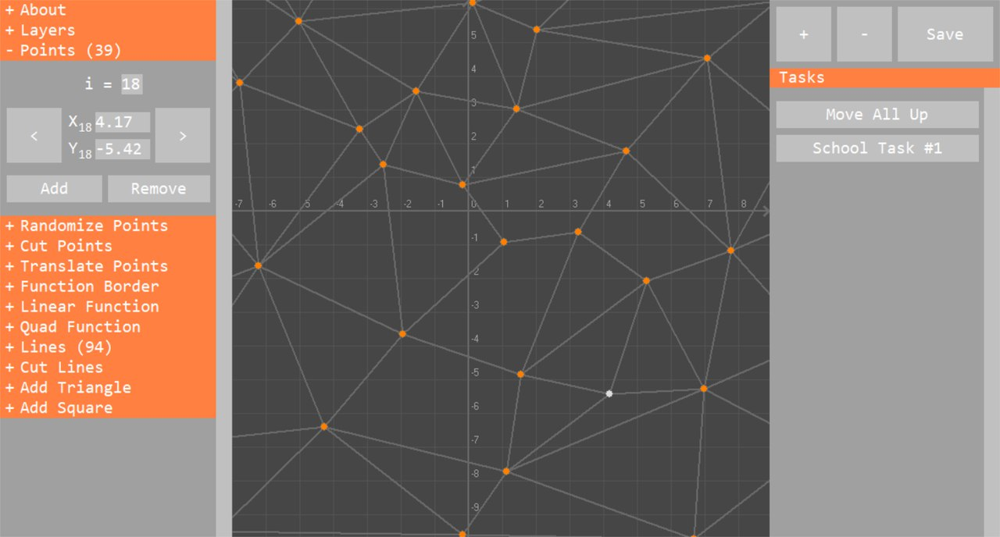 + About
+ Layers
- Points (39)
i = 18
<
X18 4.17
Y18 -5.42
>
Add
Remove
+ Randomize Points
+ Cut Points
+ Translate Points
+ Function Border
+ Linear Function
+ Quad Function
+ Lines (94)
+ Cut Lines
+ Add Triangle
+ Add Square
5
4
3
2
1
-7 -6 -5 -4 -3 -2 -1 0 1 2 3 4 5 6 7 8
-1
-2
-3
-4
-5
-6
-7
-8
-9
+
-
Save
Tasks
Move All Up
School Task #1